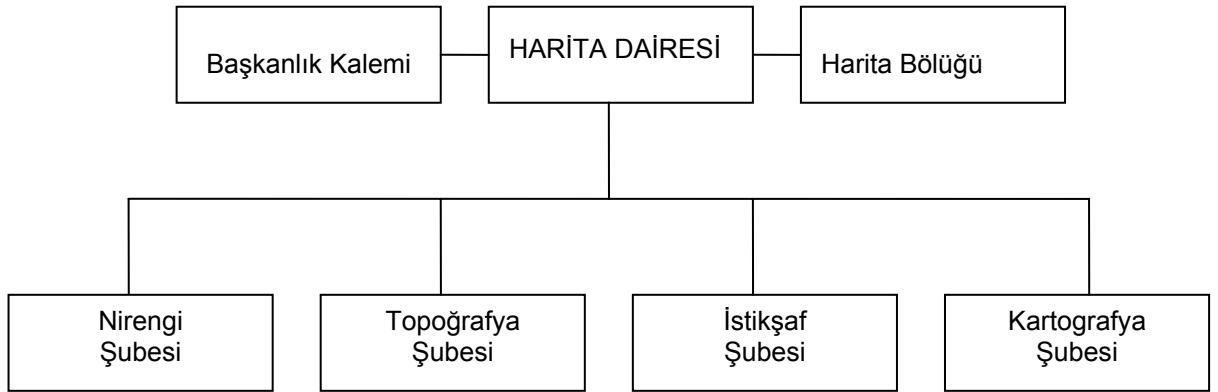 Başkanlık Kalemi
HARİTA DAİRESİ
Harita Bölüğü
Nirengi
Şubesi
Topoğrafya
Şubesi
İstikşaf
Şubesi
Kartografya
Şubesi